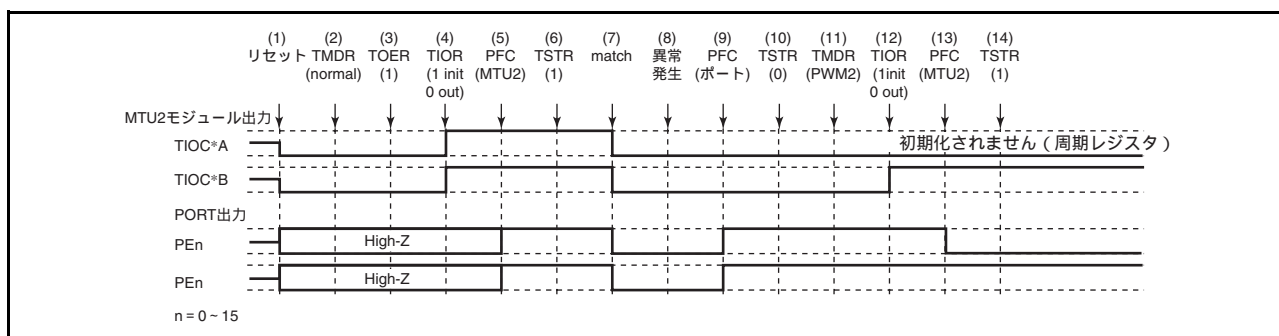 (1) (2) (3) (4) (5) (6) (7) (8) (9) (10) (11) (12) (13) (14)
リセット TMDR TOER TIOR PFC TSTR match 異常 PFC TSTR TMDR TIOR PFC TSTR
(normal) (1) (1 init (MTU2) (1) 発生 (ポート) (0) (PWM2) (1init (MTU2) (1)
0 out) 0 out)
MTU2モジュール出力
TIOC*A 初期化されません(周期レジスタ)
TIOC*B
PORT出力
PEn High-Z
PEn High-Z
n = 0 ~ 15